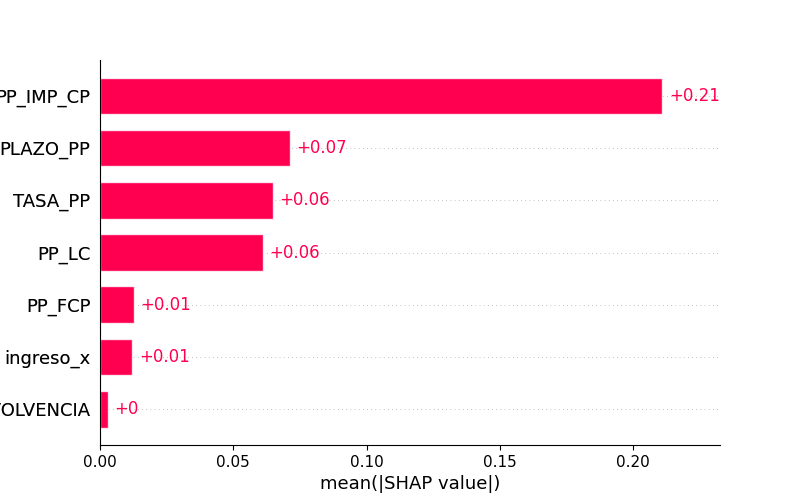 PP_IMP_CP +0.21
PLAZO_PP +0.07
TASA_PP +0.06
PP_LC +0.06
PP_FCP +0.01
ingreso_x +0.01
OLVENCIA +0
0.00 0.05 0.10 0.15 0.20
mean(|SHAP value|)